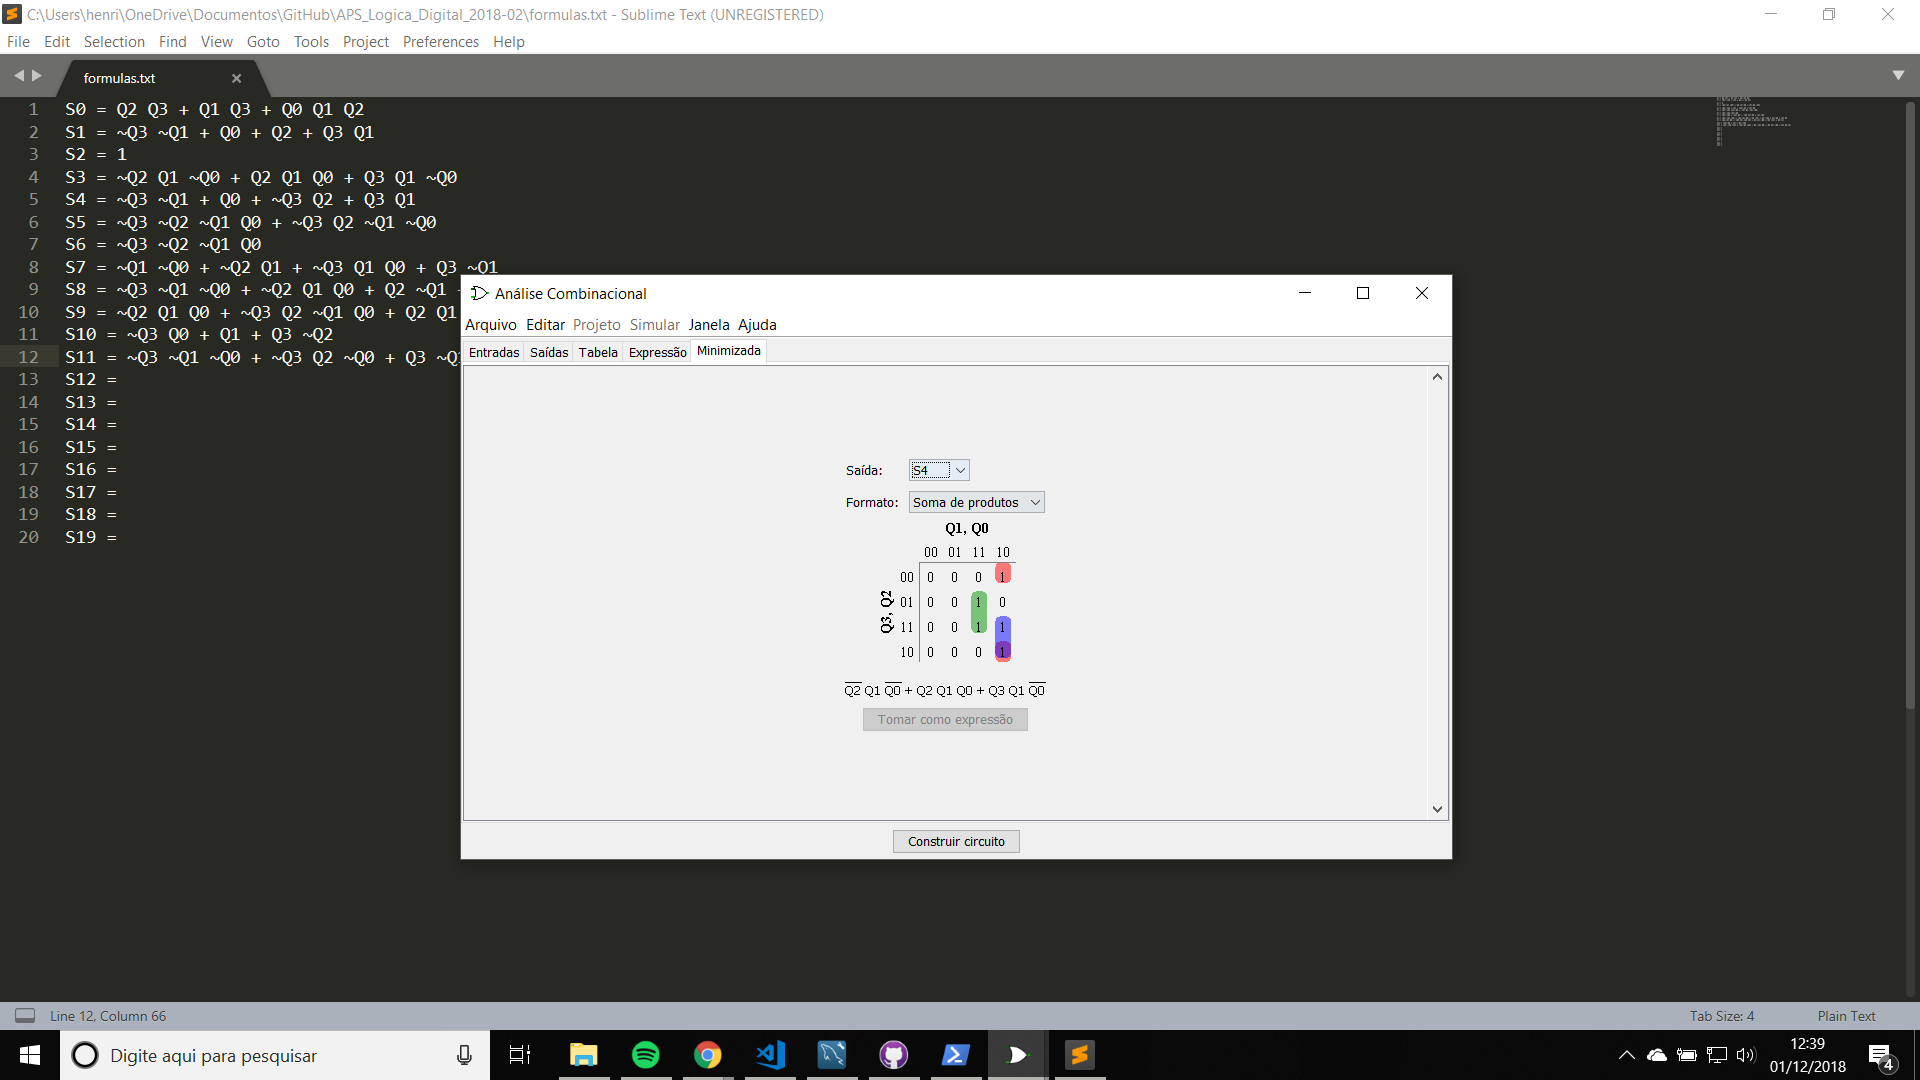 C:\Users\henri\OneDrive\Documentos\GitHub\APS_Logica_Digital_2018-02\formulas.txt - Sublime Text (UNREGISTERED)
File Edit Selection Find View Goto Tools Project Preferences Help
formulas.txt
1 S0 = Q2 Q3 + Q1 Q3 + Q0 Q1 Q2
2 S1 = ~Q3 ~Q1 + Q0 + Q2 + Q3 Q1
3 S2 = 1
4 S3 = ~Q2 Q1 ~Q0 + Q2 Q1 Q0 + Q3 Q1 ~Q0
5 S4 = ~Q3 ~Q1 + Q0 + ~Q3 Q2 + Q3 Q1
6 S5 = ~Q3 ~Q2 ~Q1 Q0 + ~Q3 Q2 ~Q1 ~Q0
7 S6 = ~Q3 ~Q2 ~Q1 Q0
8 S7 = ~Q1 ~Q0 + ~Q2 Q1 + ~Q3 Q1 Q0 + Q3 ~Q1
9 S8 = ~Q3 ~Q1 ~Q0 + ~Q2 Q1 Q0 + Q2 ~Q1
10 S9 = ~Q2 Q1 Q0 + ~Q3 Q2 ~Q1 Q0 + Q2 Q1
11 S10 = ~Q3 Q0 + Q1 + Q3 ~Q2
12 S11 = ~Q3 ~Q1 ~Q0 + ~Q3 Q2 ~Q0 + Q3 ~Q1
13 S12 =
14 S13 =
15 S14 =
16 S15 =
17 S16 =
18 S17 =
19 S18 =
20 S19 =
Análise Combinacional
Arquivo Editar Projeto Simular Janela Ajuda
Entradas Saídas Tabela Expressão Minimizada
Saída: S4
Formato: Soma de produtos
Q1, Q0
00 01 11 10
Q3, Q2
00 0 0 0 1
01 0 0 1 0
11 0 0 1 1
10 0 0 0 1
Q̅2̅ Q1 Q̅0̅ + Q2 Q1 Q0 + Q3 Q1 Q̅0̅
Tornar como expressão
Construir circuito
Line 12, Column 66
Tab Size: 4 Plain Text
Digite aqui para pesquisar
12:39
01/12/2018
4